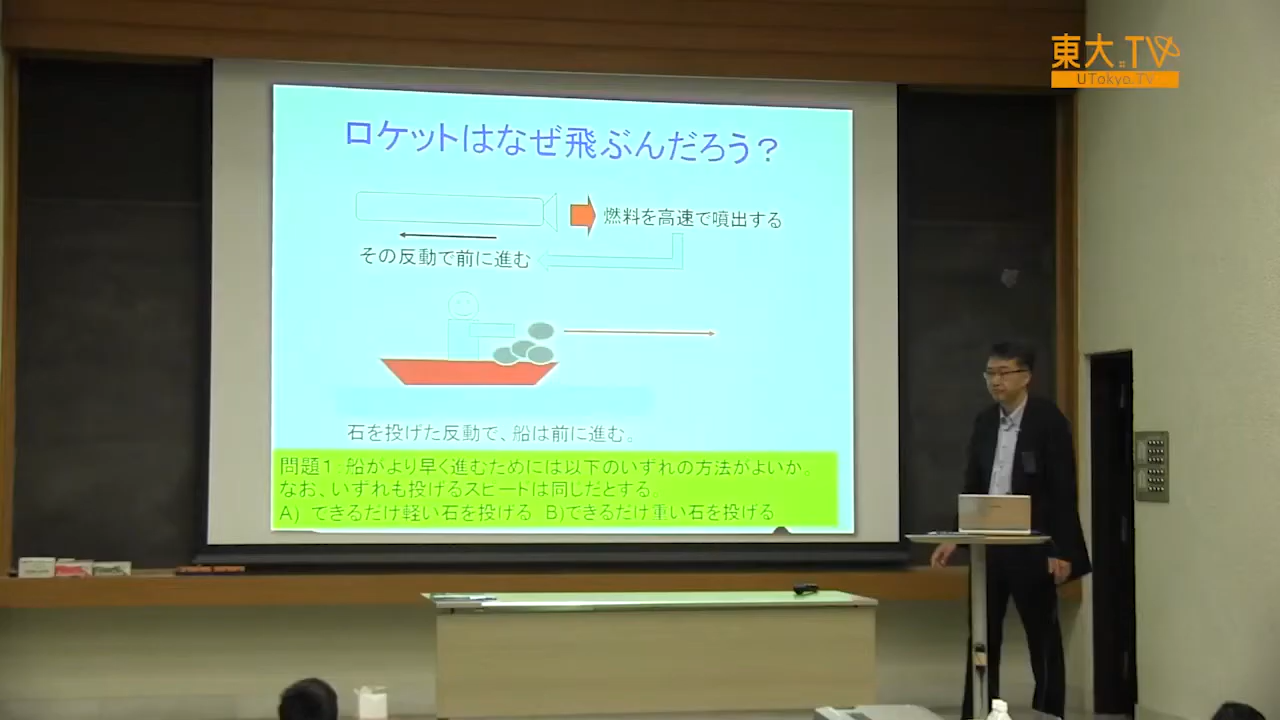 東大.TV
UTokyo.TV
ロケットはなぜ飛ぶんだろう？
燃料を高速で噴出する
その反動で前に進む
石を投げた反動で、船は前に進む。
問題１：船がより早く進むためには以下のいずれの方法がよいか。
なお、いずれも投げるスピードは同じだとする。
A) できるだけ軽い石を投げる B)できるだけ重い石を投げる